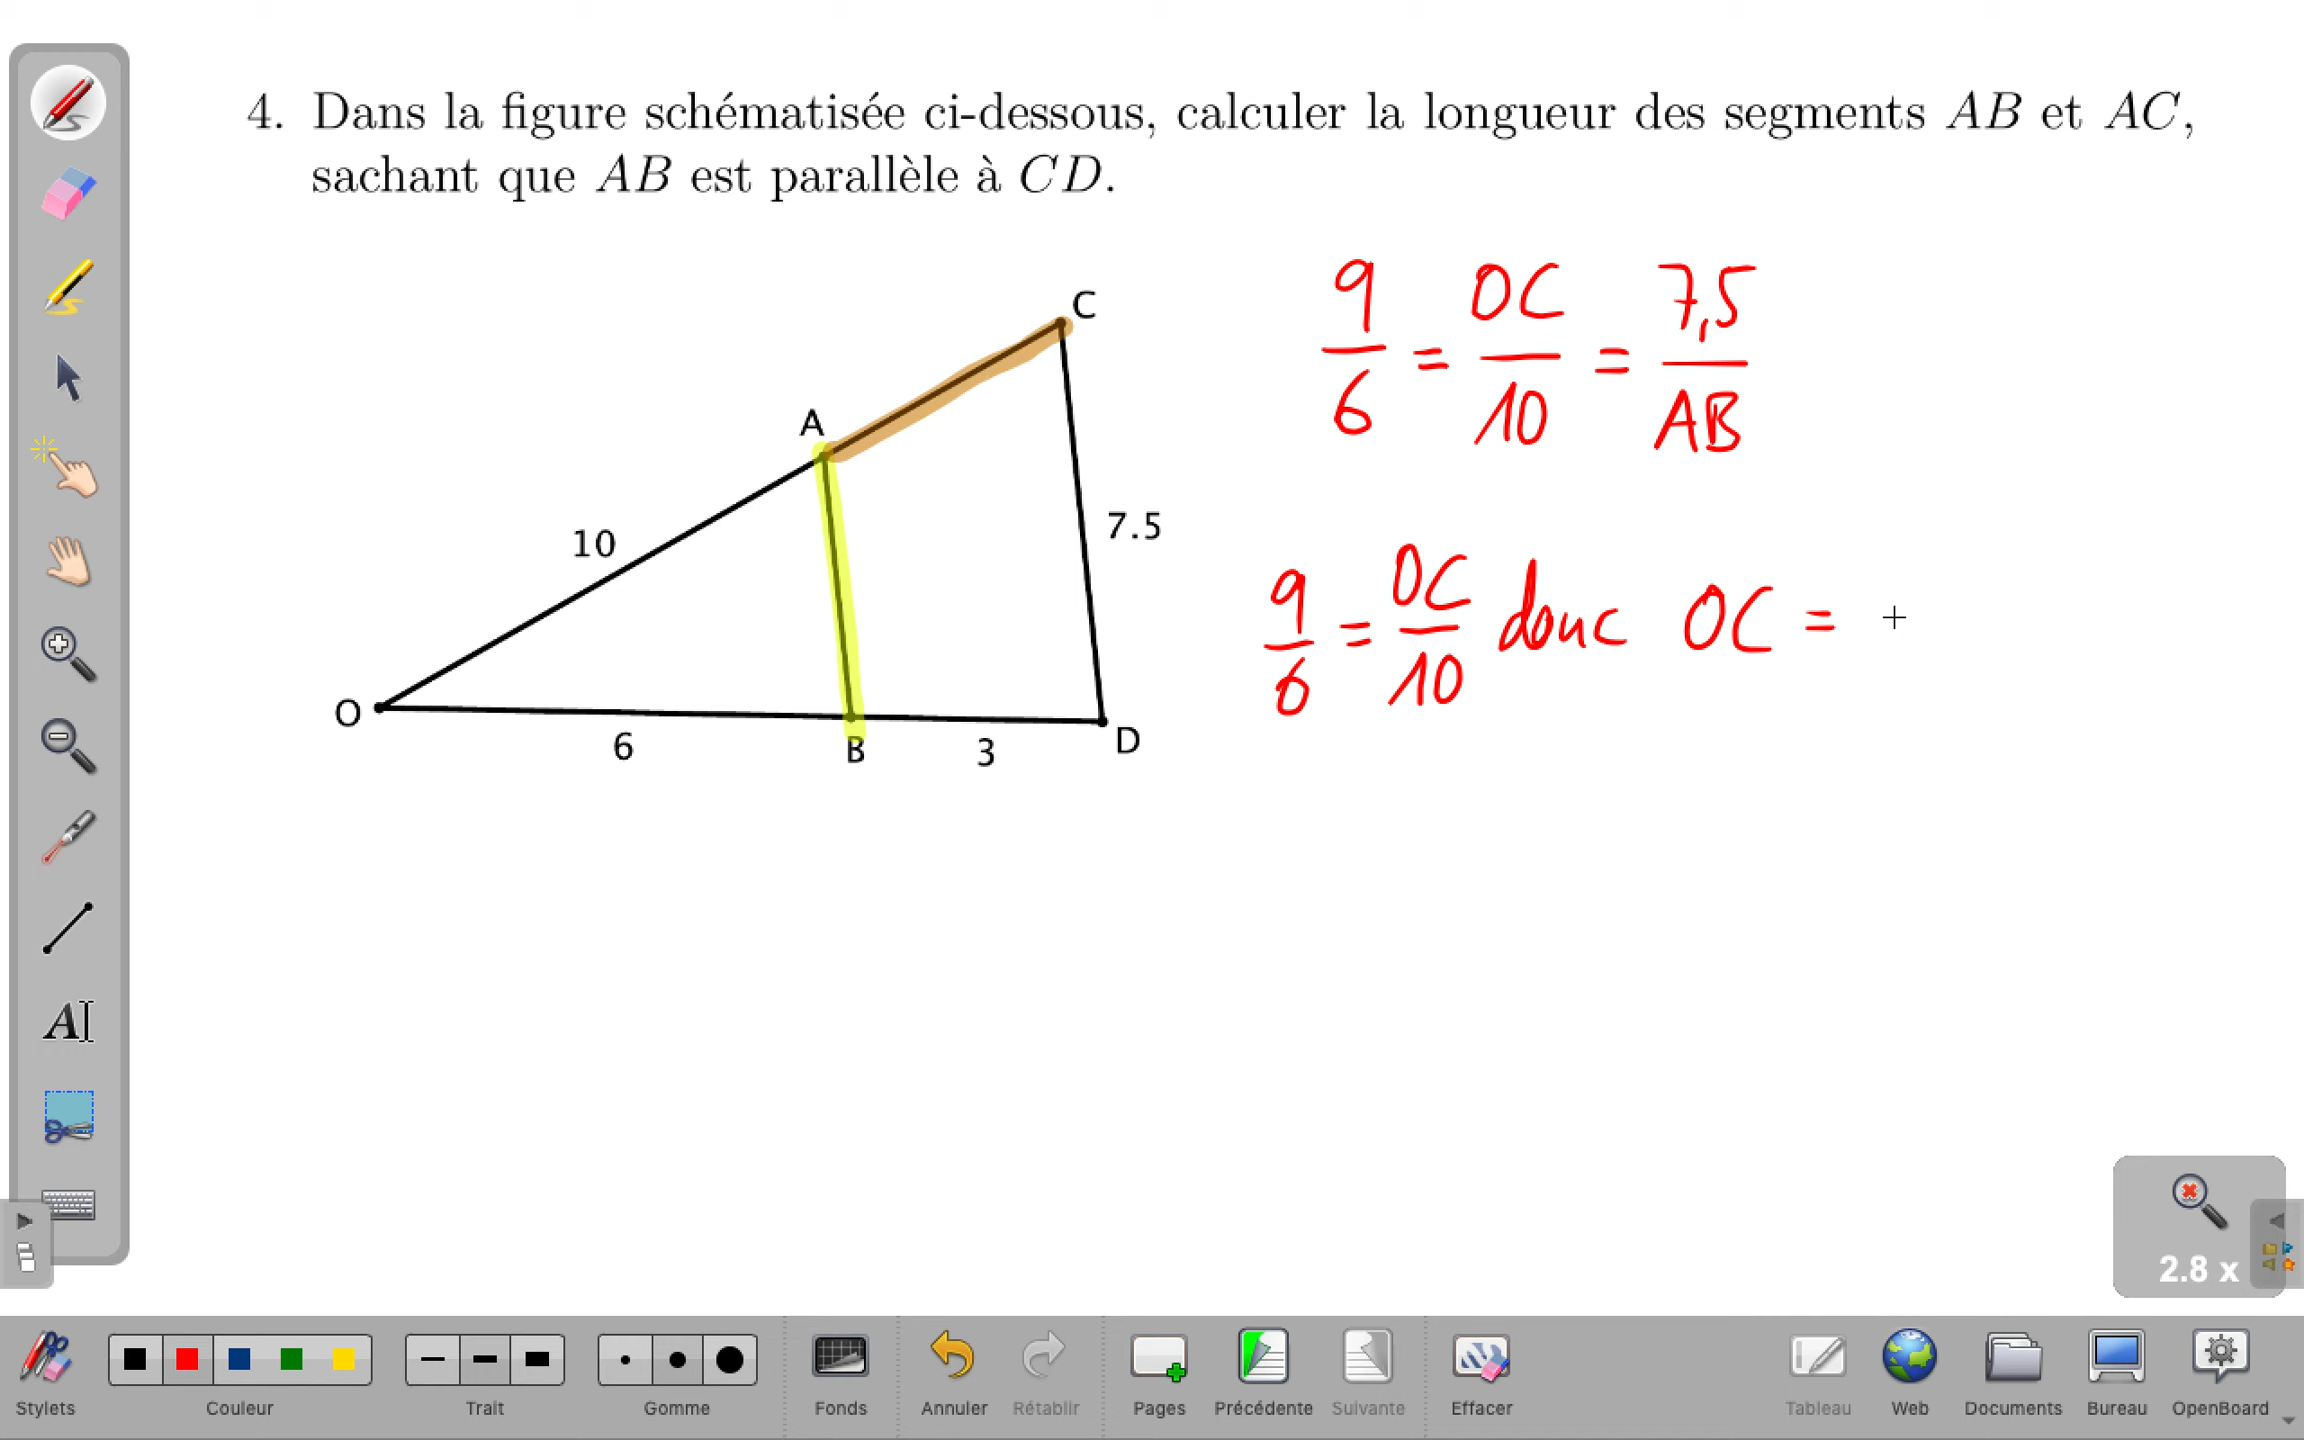 4. Dans la figure schématisée ci-dessous, calculer la longueur des segments AB et AC,
sachant que AB est parallèle à CD.
C
A
10
7.5
O
6
B
3
D
9/6 = OC/10 = 7,5/AB
9/6 = OC/10 donc OC =
2.8 x
Stylets
Couleur
Trait
Gomme
Fonds
Annuler
Rétablir
Pages
Précédente
Suivante
Effacer
Tableau
Web
Documents
Bureau
OpenBoard